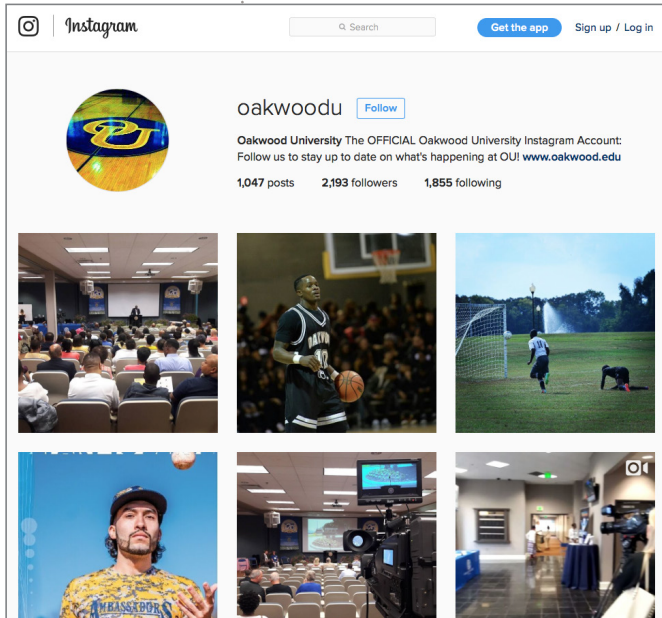 Instagram
Search
Get the app
Sign up / Log in
OU
oakwoodu
Follow
Oakwood University The OFFICIAL Oakwood University Instagram Account:
Follow us to stay up to date on what's happening at OU! www.oakwood.edu
1,047 posts 2,193 followers 1,855 following
AMBASSADORS